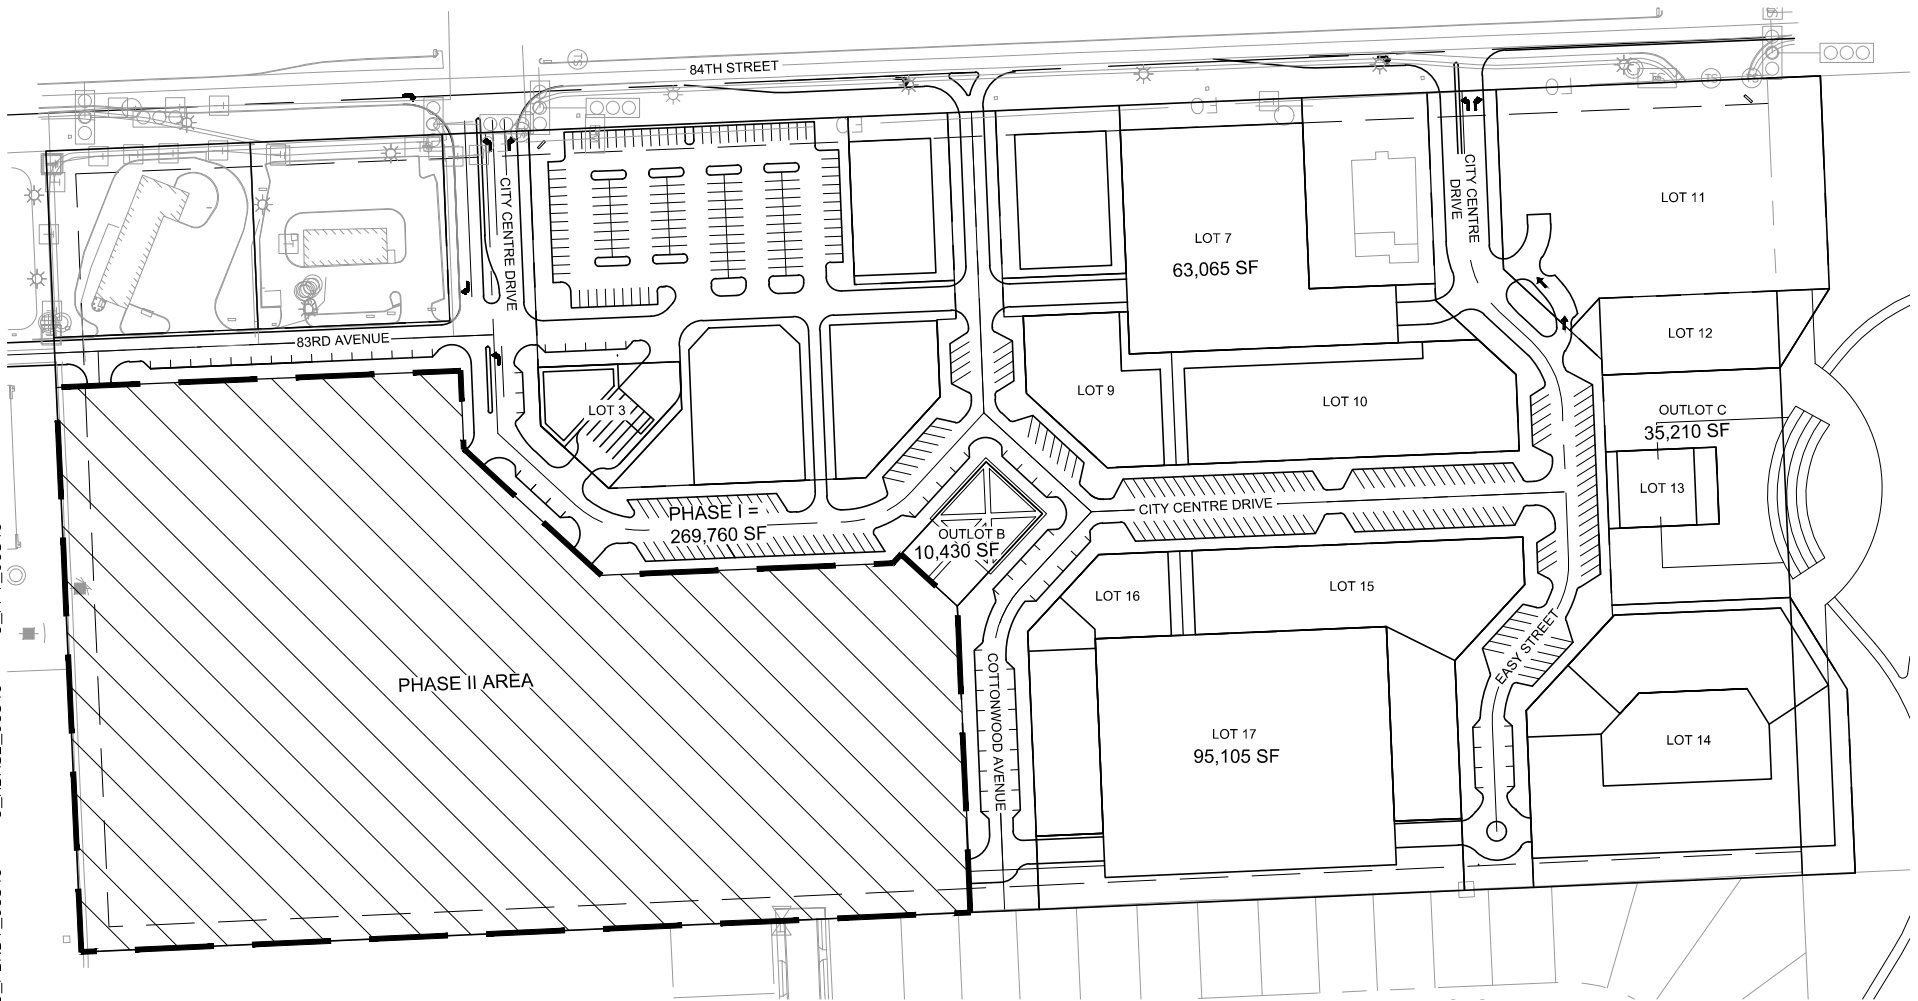 84TH STREET
CITY CENTRE
DRIVE
CITY CENTRE DRIVE
LOT 11
LOT 7
63,065 SF
LOT 12
83RD AVENUE
LOT 9
LOT 10
LOT 3
OUTLOT C
35,210 SF
LOT 13
PHASE I =
269,760 SF
CITY CENTRE DRIVE
OUTLOT B
10,430 SF
LOT 16
LOT 15
EASY STREET
PHASE II AREA
COTTONWOOD AVENUE
LOT 17
95,105 SF
LOT 14